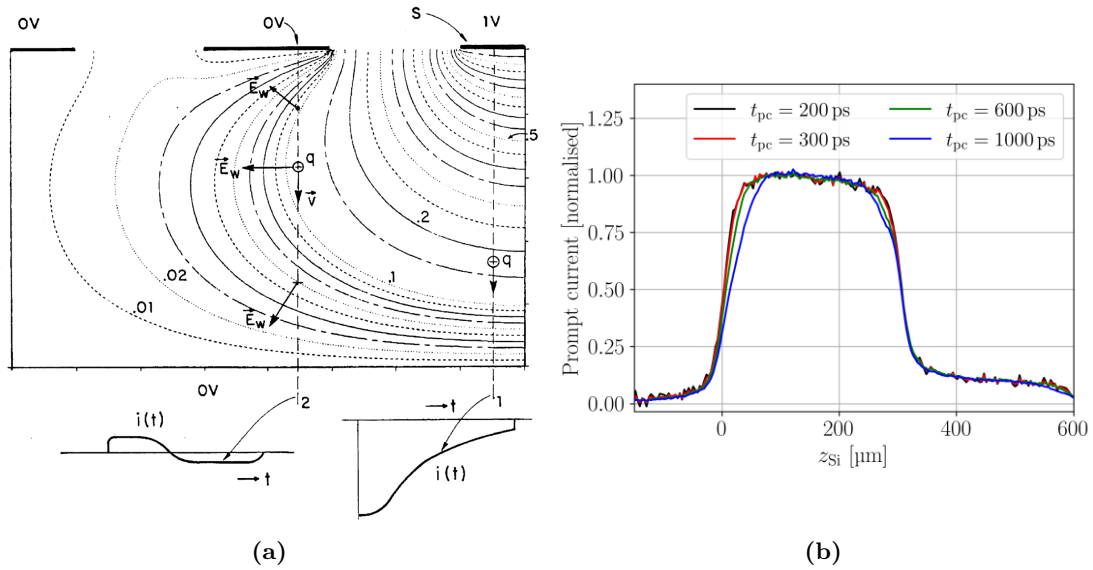 0V
0V
S
1V
E_w
q
E_w
v
.5
.2
q
.1
.02
.01
E_w
0V
2
i(t)
t
t
1
i(t)
(a)
t_pc = 200 ps
t_pc = 300 ps
t_pc = 600 ps
t_pc = 1000 ps
Prompt current [normalised]
1.25
1.00
0.75
0.50
0.25
0.00
0
200
400
600
z_Si [µm]
(b)